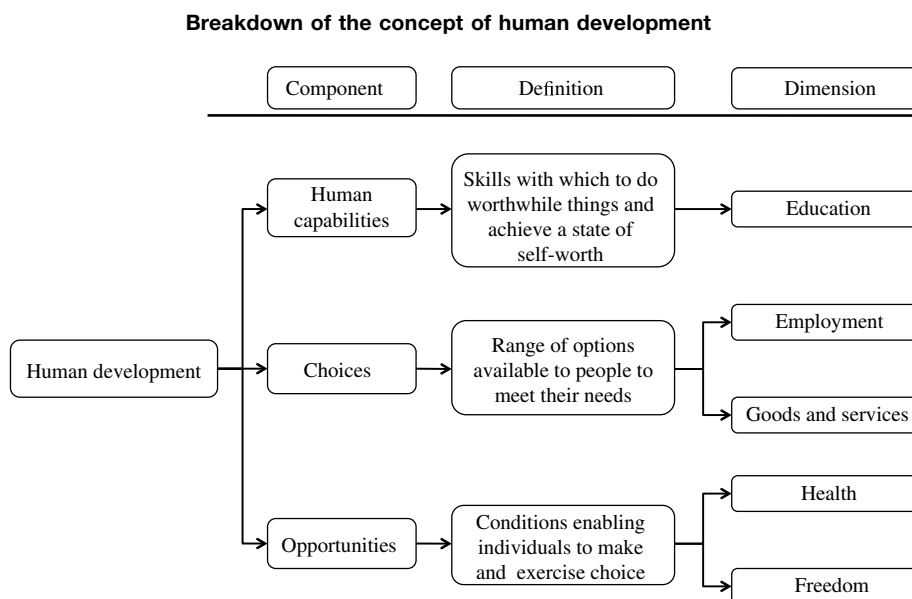 Breakdown of the concept of human development
Component
Definition
Dimension
Human
capabilities
Skills with which to do
worthwhile things and
achieve a state of
self-worth
Education
Human development
Choices
Range of options
available to people to
meet their needs
Employment
Goods and services
Opportunities
Conditions enabling
individuals to make
and exercise choice
Health
Freedom